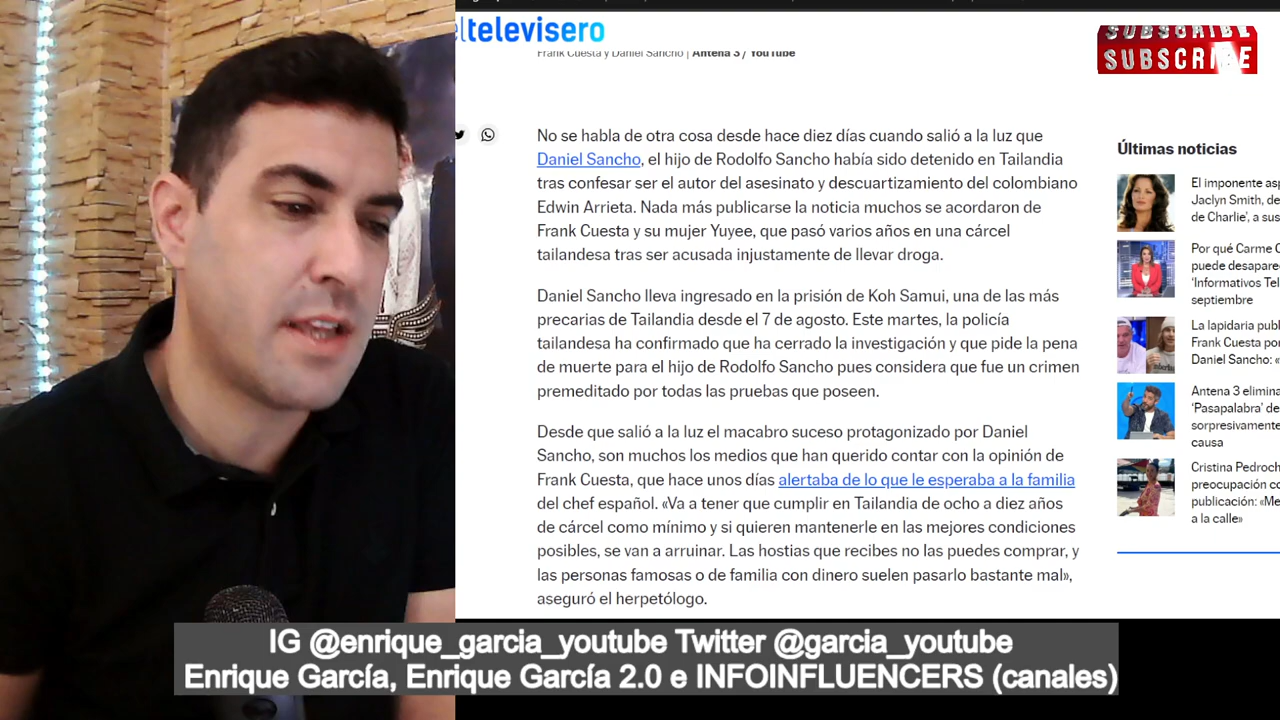 eltelevisero
Frank Cuesta y Daniel Sancho | Antena 3 / YouTube
SUBSCRIBE
SUBSCRIBE
No se habla de otra cosa desde hace diez días cuando salió a la luz que
Daniel Sancho, el hijo de Rodolfo Sancho había sido detenido en Tailandia
tras confesar ser el autor del asesinato y descuartizamiento del colombiano
Edwin Arrieta. Nada más publicarse la noticia muchos se acordaron de
Frank Cuesta y su mujer Yuyee, que pasó varios años en una cárcel
tailandesa tras ser acusada injustamente de llevar droga.
Daniel Sancho lleva ingresado en la prisión de Koh Samui, una de las más
precarias de Tailandia desde el 7 de agosto. Este martes, la policía
tailandesa ha confirmado que ha cerrado la investigación y que pide la pena
de muerte para el hijo de Rodolfo Sancho pues considera que fue un crimen
premeditado por todas las pruebas que poseen.
Desde que salió a la luz el macabro suceso protagonizado por Daniel
Sancho, son muchos los medios que han querido contar con la opinión de
Frank Cuesta, que hace unos días alertaba de lo que le esperaba a la familia
del chef español. «Va a tener que cumplir en Tailandia de ocho a diez años
de cárcel como mínimo y si quieren mantenerle en las mejores condiciones
posibles, se van a arruinar. Las hostias que recibes no las puedes comprar, y
las personas famosas o de familia con dinero suelen pasarlo bastante mal»,
aseguró el herpetólogo.
Últimas noticias
El imponente asp
Jaclyn Smith, de
de Charlie', a sus
Por qué Carme C
puede desaparec
'Informativos Tel
septiembre
La lapidaria publ
Frank Cuesta por
Daniel Sancho: «
Antena 3 elimina
'Pasapalabra' de
sorpresivamente
causa
Cristina Pedroch
preocupación co
publicación: «Me
a la calle»
IG @enrique_garcia_youtube Twitter @garcia_youtube
Enrique García, Enrique García 2.0 e INFOINFLUENCERS (canales)